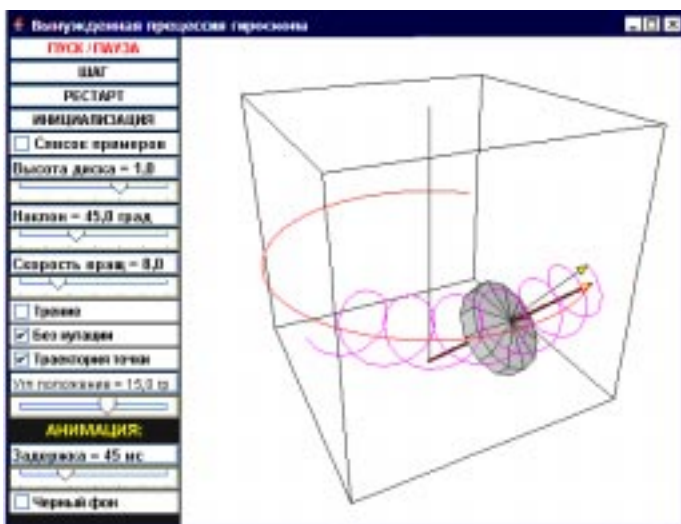 Вынужденная прецессия гироскопа
ПУСК / ПАУЗА
ШАГ
РЕСТАРТ
ИНИЦИАЛИЗАЦИЯ
Список примеров
Высота диска = 1,0
Наклон = 45,0 град
Скорость вращ = 8,0
Трение
Без нутации
Траектория точки
Угл положение = 15,0 гр
АНИМАЦИЯ:
Задержка = 45 мс
Черный фон